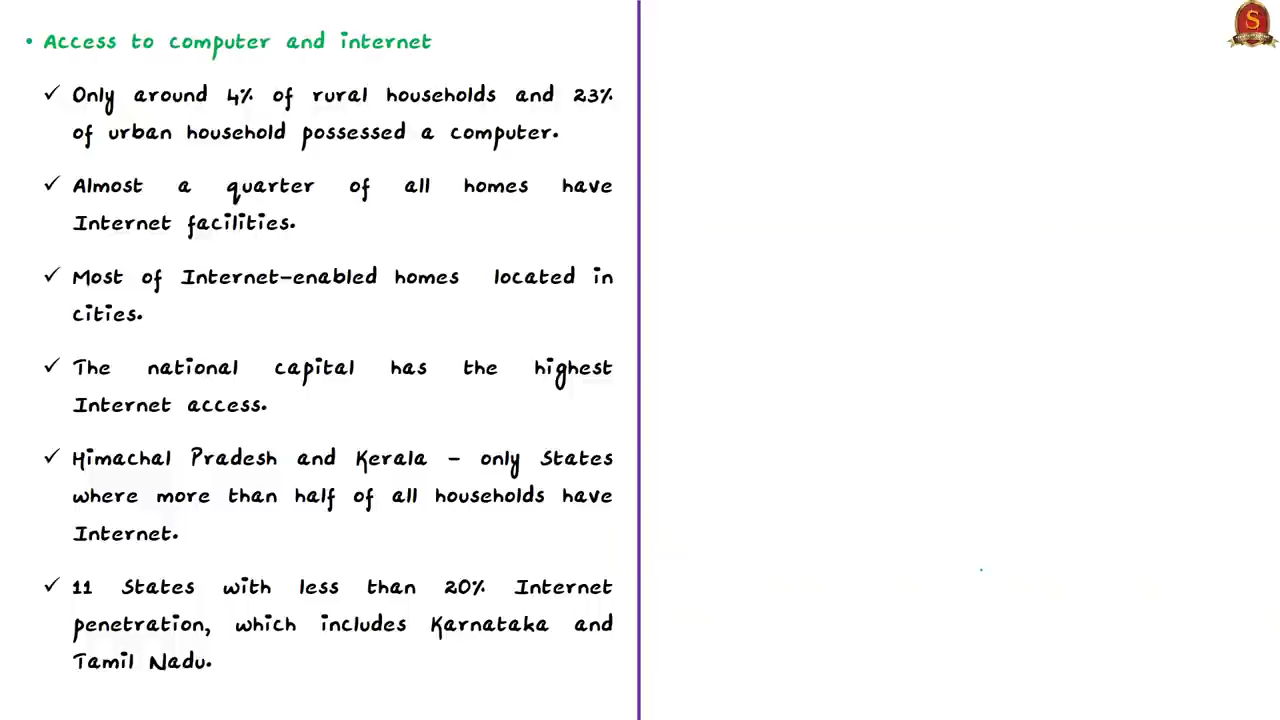 • Access to computer and internet
✓ Only around 4% of rural households and 23%
of urban household possessed a computer.
✓ Almost a quarter of all homes have
Internet facilities.
✓ Most of Internet-enabled homes located in
cities.
✓ The national capital has the highest
Internet access.
✓ Himachal Pradesh and Kerala – only States
where more than half of all households have
Internet.
✓ 11 States with less than 20% Internet
penetration, which includes Karnataka and
Tamil Nadu.
S